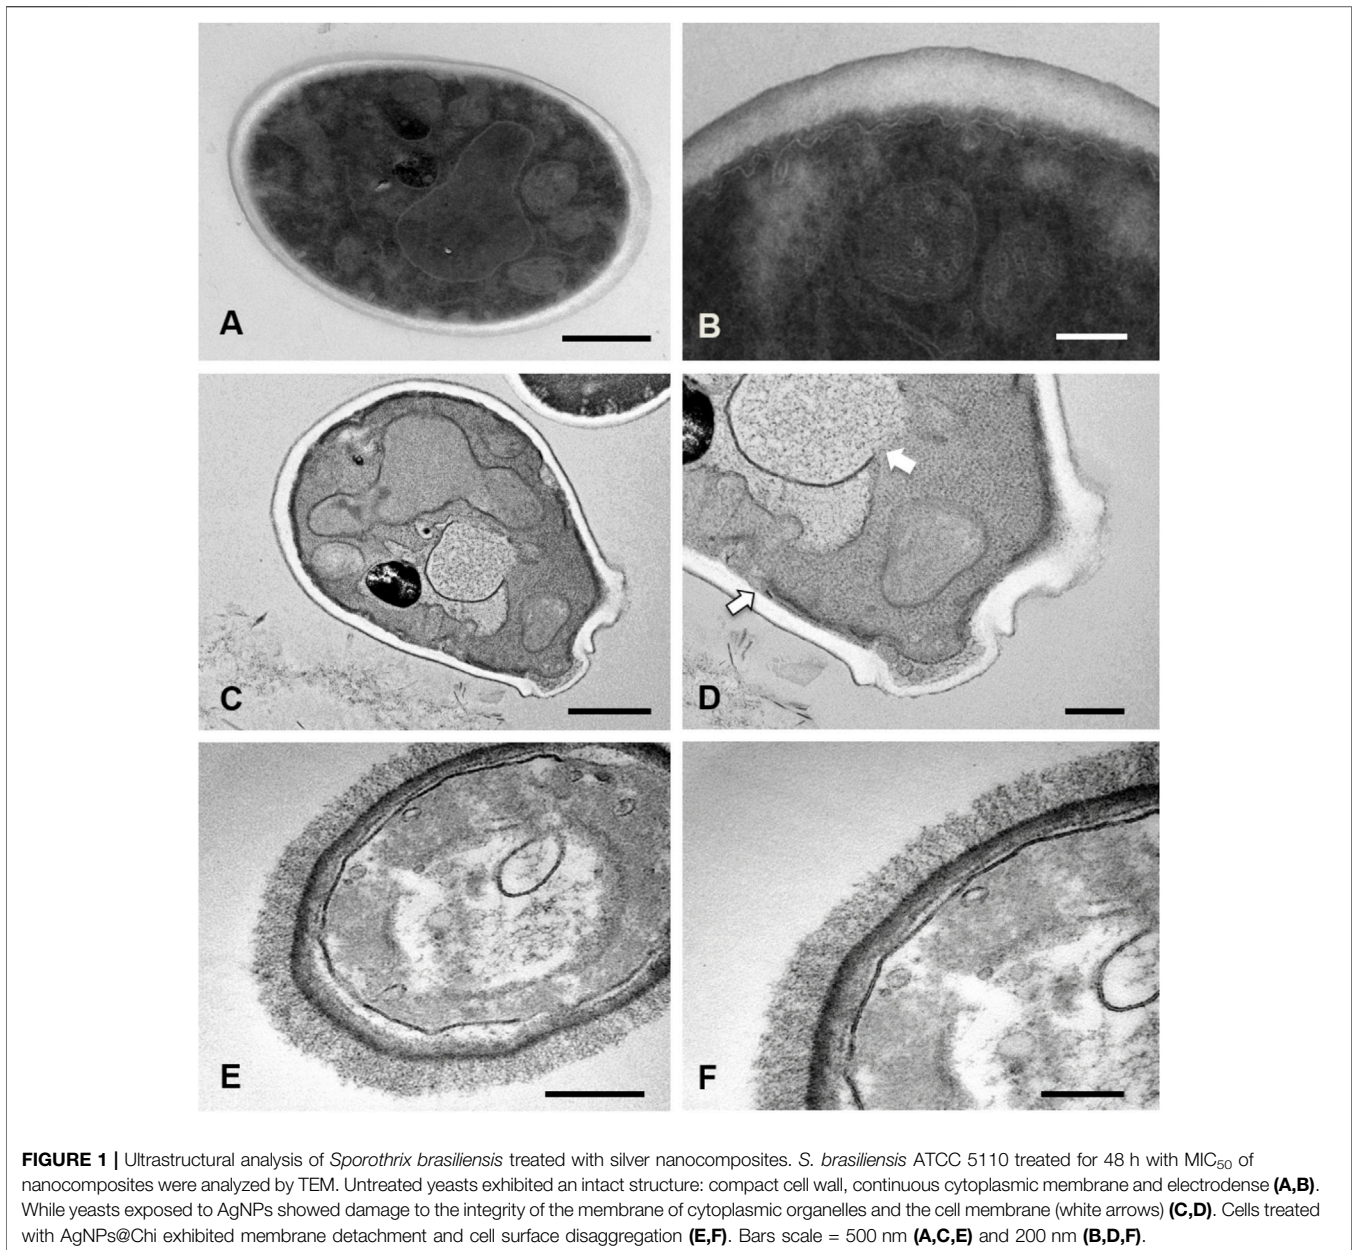 A
B
C
D
E
F
FIGURE 1 | Ultrastructural analysis of Sporothrix brasiliensis treated with silver nanocomposites. S. brasiliensis ATCC 5110 treated for 48 h with MIC₅₀ of
nanocomposites were analyzed by TEM. Untreated yeasts exhibited an intact structure: compact cell wall, continuous cytoplasmic membrane and electrodense (A,B).
While yeasts exposed to AgNPs showed damage to the integrity of the membrane of cytoplasmic organelles and the cell membrane (white arrows) (C,D). Cells treated
with AgNPs@Chi exhibited membrane detachment and cell surface disaggregation (E,F). Bars scale = 500 nm (A,C,E) and 200 nm (B,D,F).